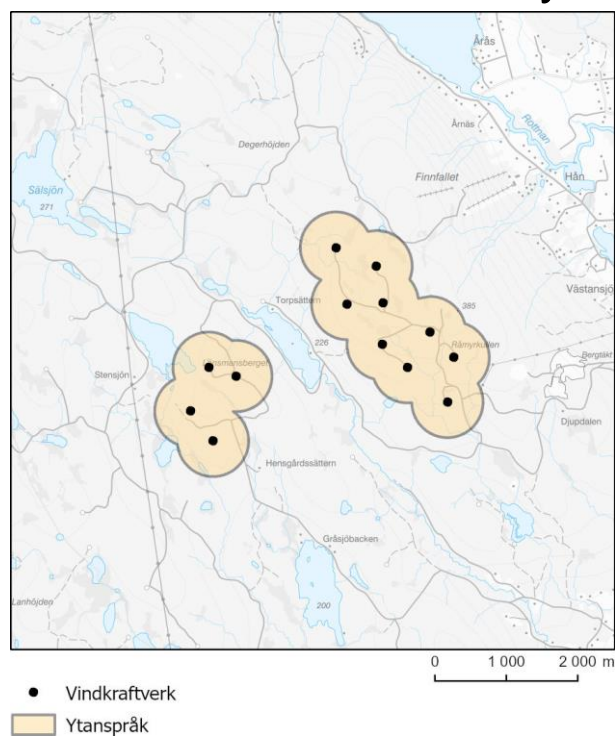 Årås
Rottnan
Årnäs
Degerhöjden
Finnfallet
Hån
Sälsjön
271
Västansjö
Torpsättern
385
226
Råmyrkullen
Bergtäkt
Länsmansberget
Stensjön
Djupdalen
Hensgårdssättern
Gråsjöbacken
Lanhöjden
200
0 1 000 2 000 m
Vindkraftverk
Ytanspråk